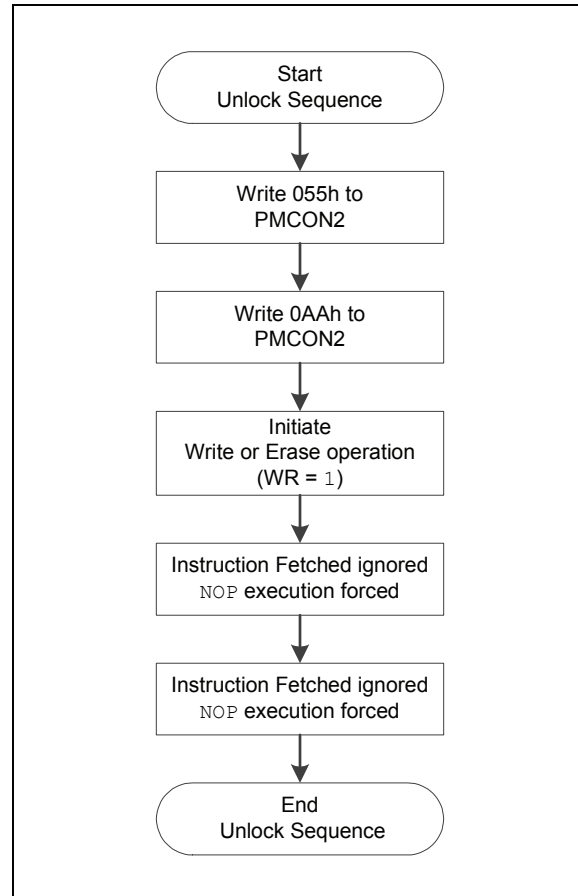 Start
Unlock Sequence
Write 055h to
PMCON2
Write 0AAh to
PMCON2
Initiate
Write or Erase operation
(WR = 1)
Instruction Fetched ignored
NOP execution forced
Instruction Fetched ignored
NOP execution forced
End
Unlock Sequence